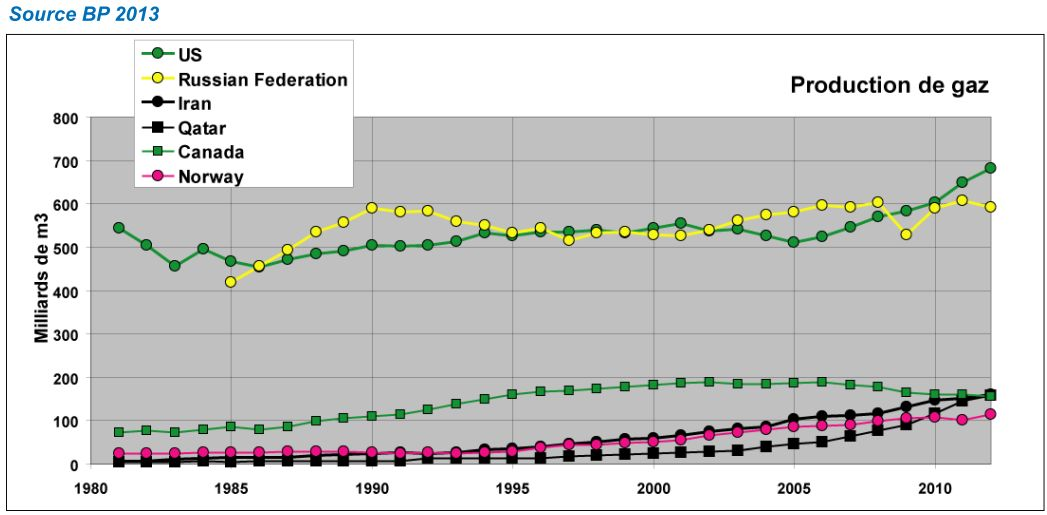 Source BP 2013
US
Russian Federation
Iran
Qatar
Canada
Norway
Production de gaz
Milliards de m3
800
700
600
500
400
300
200
100
0
1980 1985 1990 1995 2000 2005 2010